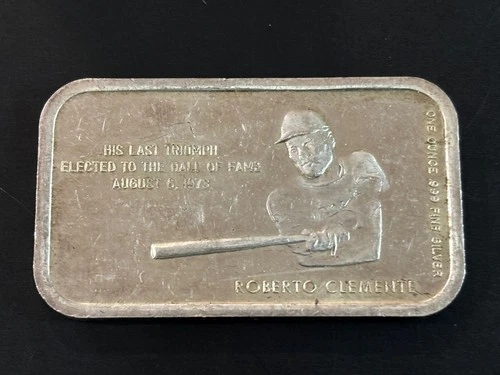 HIS LAST TRIUMPH
ELECTED TO THE HALL OF FAME
AUGUST 6, 1973
ROBERTO CLEMENTE
ONE OUNCE .999 FINE SILVER